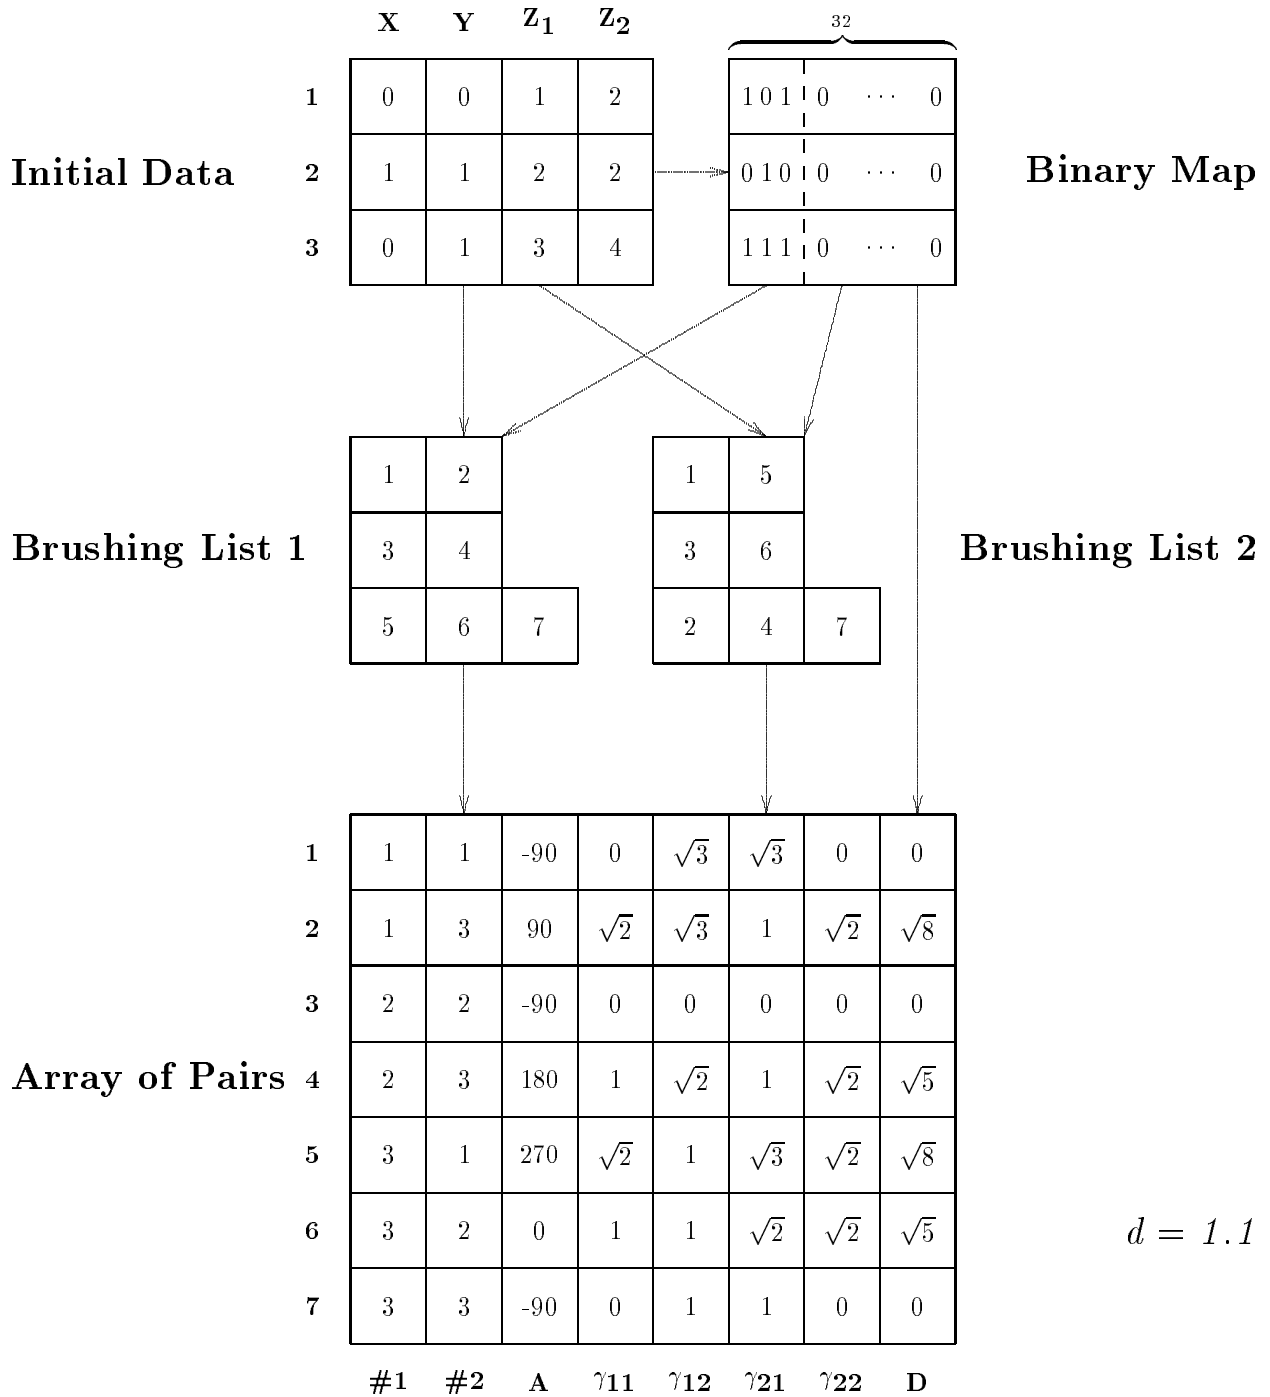 X Y Z1 Z2 32
1 0 0 1 2 1 0 1 0 ··· 0
Initial Data 2 1 1 2 2 0 1 0 0 ··· 0 Binary Map
3 0 1 3 4 1 1 1 0 ··· 0
1 2 1 5
Brushing List 1 3 4 3 6 Brushing List 2
5 6 7 2 4 7
1 1 1 -90 0 √3 √3 0 0
2 1 3 90 √2 √3 1 √2 √8
3 2 2 -90 0 0 0 0 0
Array of Pairs 4 2 3 180 1 √2 1 √2 √5
5 3 1 270 √2 1 √3 √2 √8
6 3 2 0 1 1 √2 √2 √5 d = 1.1
7 3 3 -90 0 1 1 0 0
#1 #2 A γ11 γ12 γ21 γ22 D